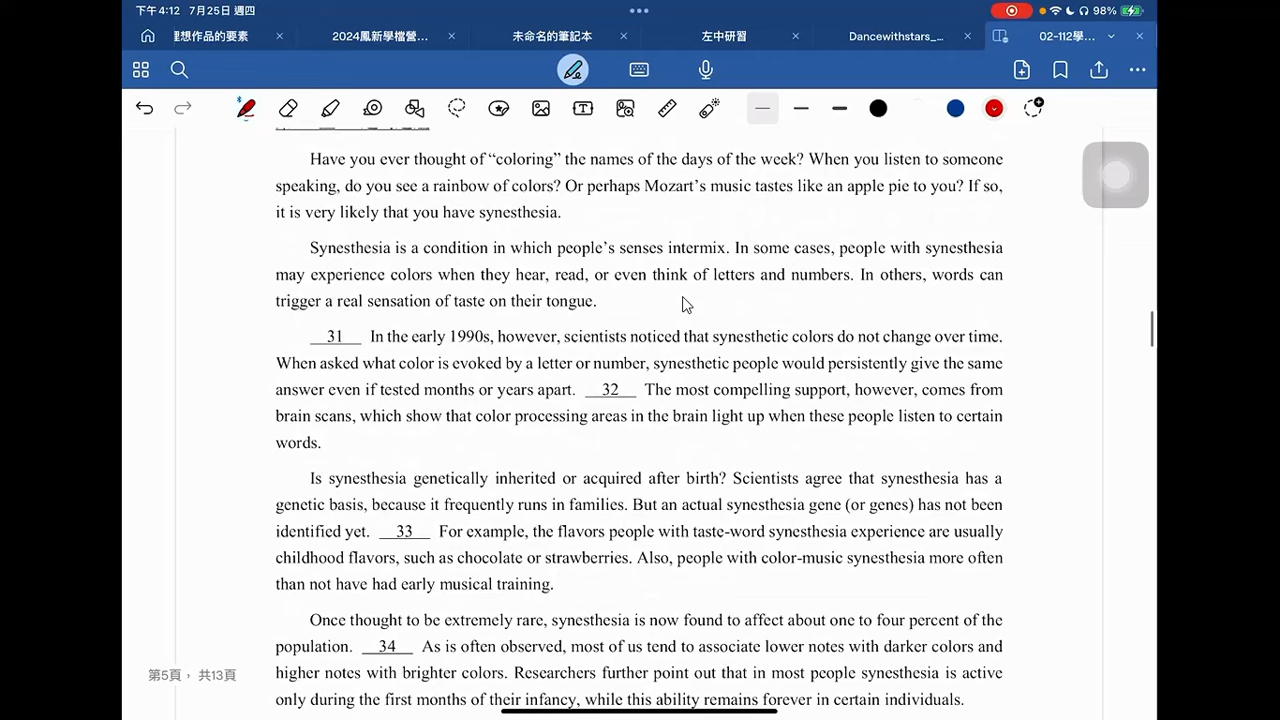 下午4:12 7月25日 週四
98%
理想作品的要素
2024鳳新學檔營...
未命名的筆記本
左中研習
Dancewithstars_...
02-112學...
Have you ever thought of “coloring” the names of the days of the week? When you listen to someone
speaking, do you see a rainbow of colors? Or perhaps Mozart’s music tastes like an apple pie to you? If so,
it is very likely that you have synesthesia.
Synesthesia is a condition in which people’s senses intermix. In some cases, people with synesthesia
may experience colors when they hear, read, or even think of letters and numbers. In others, words can
trigger a real sensation of taste on their tongue.
31 In the early 1990s, however, scientists noticed that synesthetic colors do not change over time.
When asked what color is evoked by a letter or number, synesthetic people would persistently give the same
answer even if tested months or years apart. 32 The most compelling support, however, comes from
brain scans, which show that color processing areas in the brain light up when these people listen to certain
words.
Is synesthesia genetically inherited or acquired after birth? Scientists agree that synesthesia has a
genetic basis, because it frequently runs in families. But an actual synesthesia gene (or genes) has not been
identified yet. 33 For example, the flavors people with taste-word synesthesia experience are usually
childhood flavors, such as chocolate or strawberries. Also, people with color-music synesthesia more often
than not have had early musical training.
Once thought to be extremely rare, synesthesia is now found to affect about one to four percent of the
population. 34 As is often observed, most of us tend to associate lower notes with darker colors and
higher notes with brighter colors. Researchers further point out that in most people synesthesia is active
only during the first months of their infancy, while this ability remains forever in certain individuals.
第5頁， 共13頁